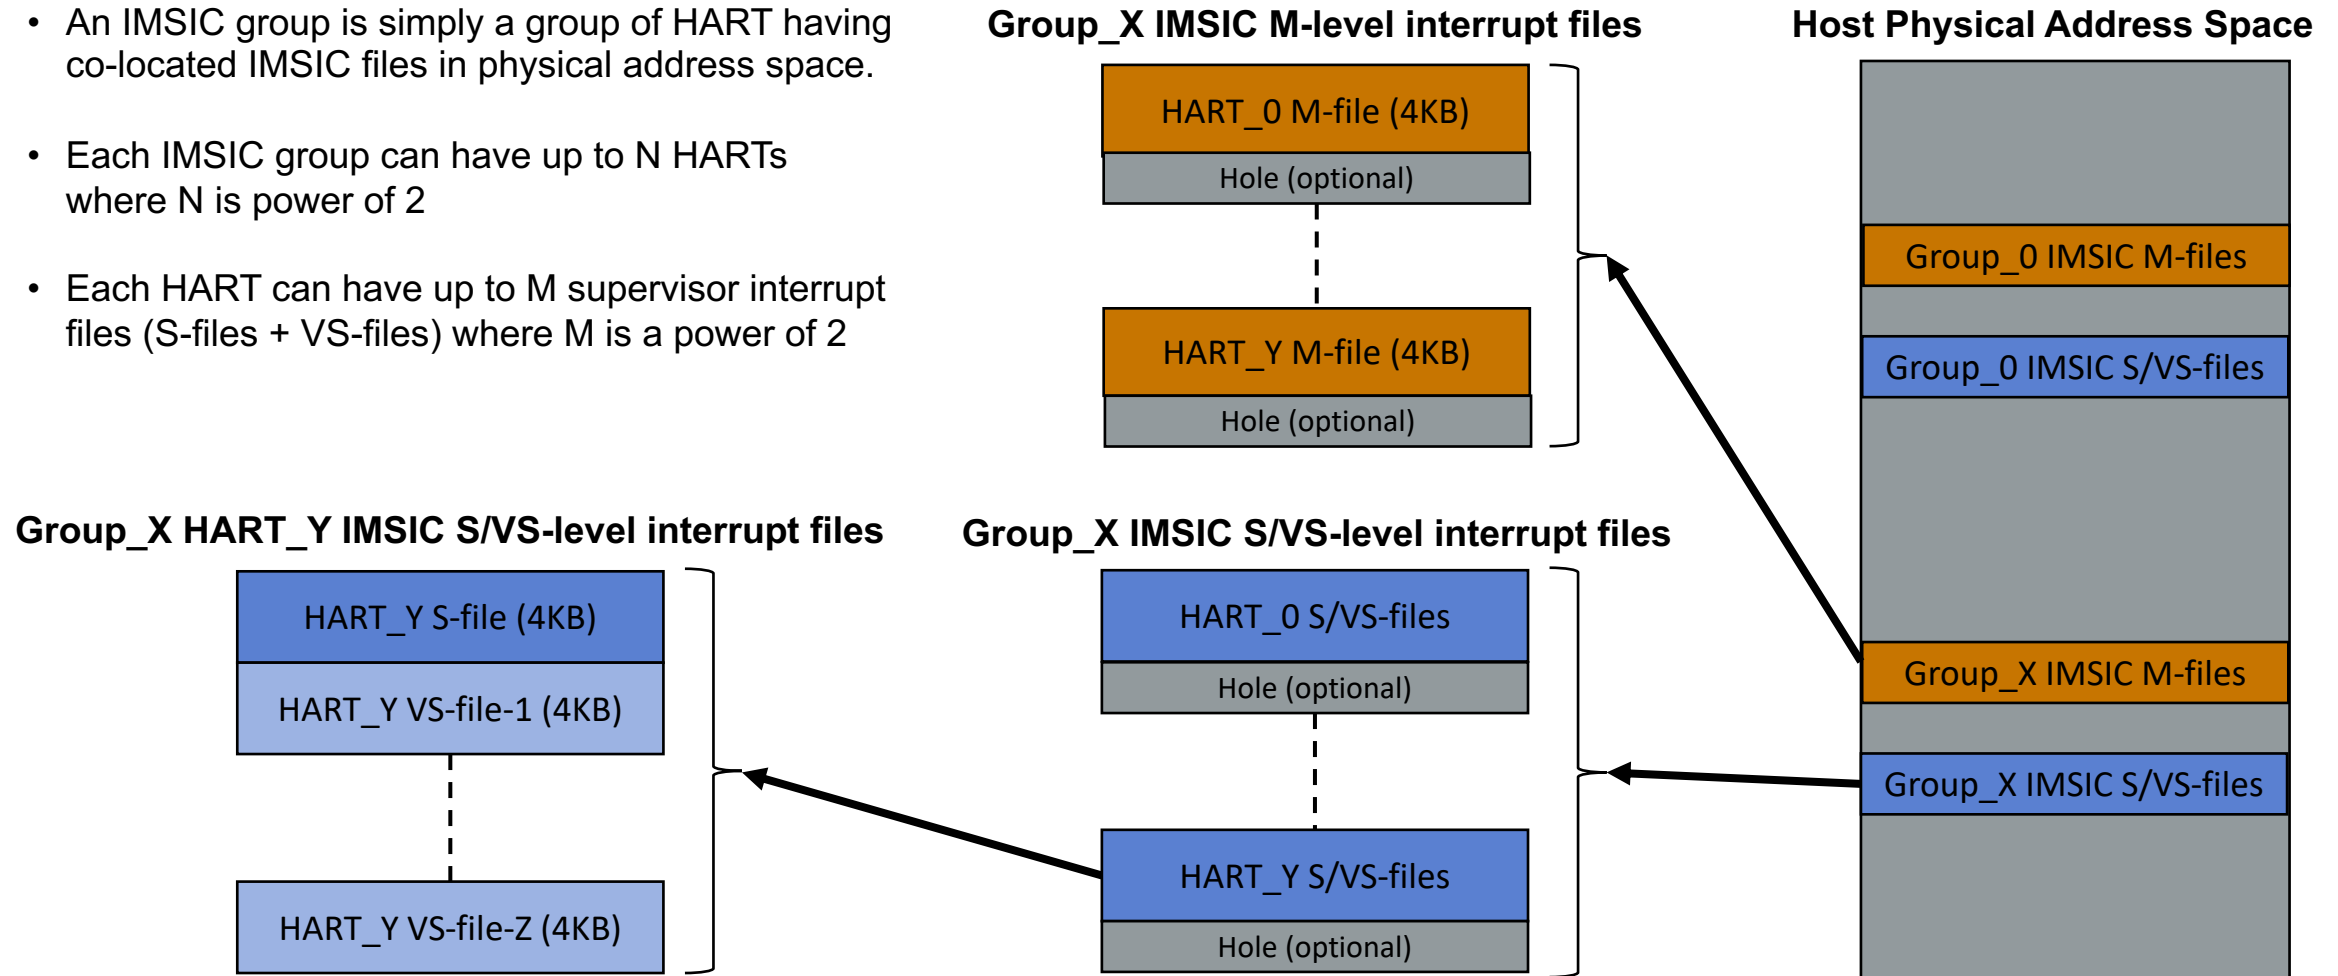 • An IMSIC group is simply a group of HART having
co-located IMSIC files in physical address space.
• Each IMSIC group can have up to N HARTs
where N is power of 2
• Each HART can have up to M supervisor interrupt
files (S-files + VS-files) where M is a power of 2
Group_X IMSIC M-level interrupt files
HART_0 M-file (4KB)
Hole (optional)
HART_Y M-file (4KB)
Hole (optional)
Host Physical Address Space
Group_0 IMSIC M-files
Group_0 IMSIC S/VS-files
Group_X IMSIC M-files
Group_X IMSIC S/VS-files
Group_X HART_Y IMSIC S/VS-level interrupt files
HART_Y S-file (4KB)
HART_Y VS-file-1 (4KB)
HART_Y VS-file-Z (4KB)
Group_X IMSIC S/VS-level interrupt files
HART_0 S/VS-files
Hole (optional)
HART_Y S/VS-files
Hole (optional)